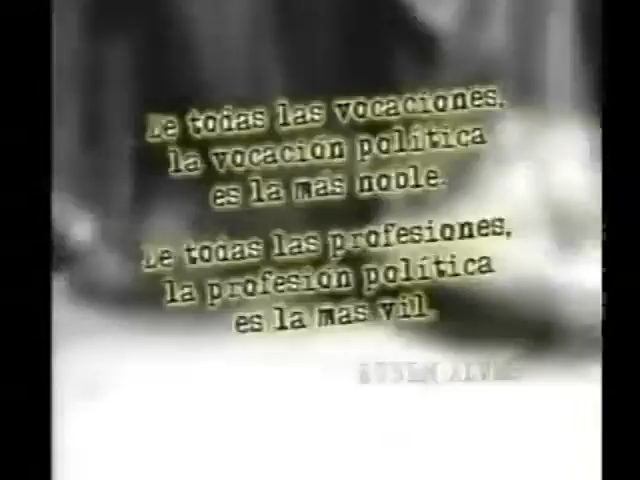 De todas las vocaciones,
la vocación política
es la mas noble.
De todas las profesiones,
la profesión política
es la mas vil.